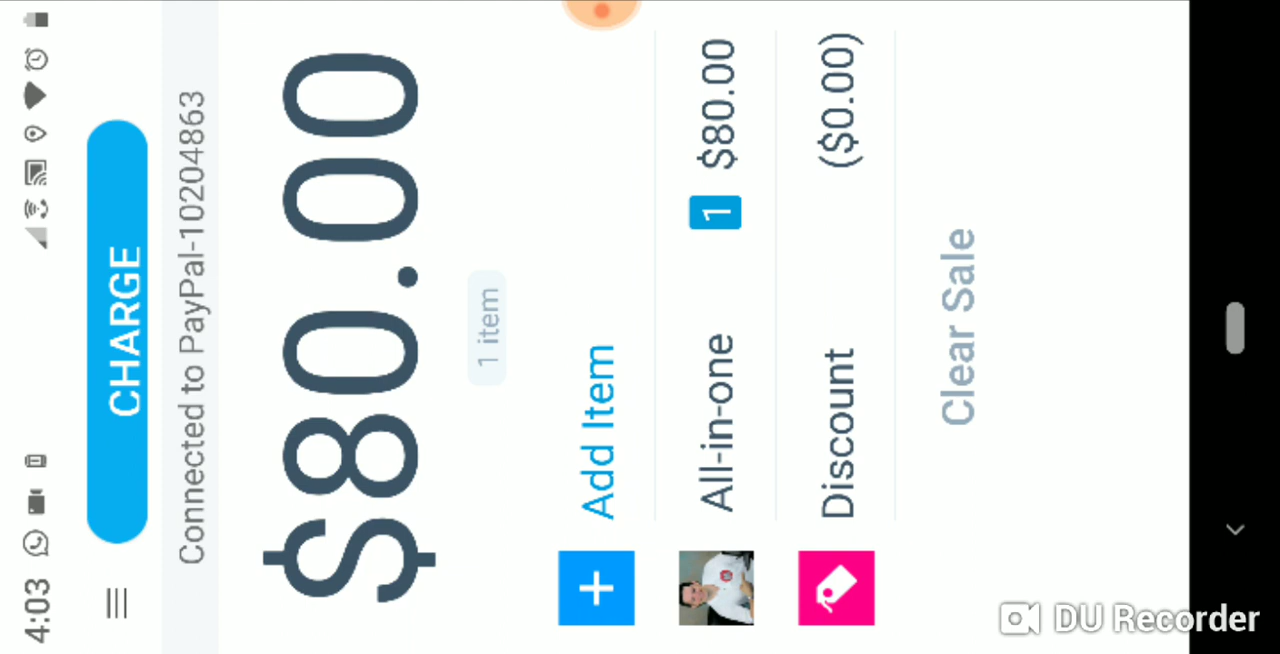 4:03
CHARGE
Connected to PayPal-10204863
$80.00
1 item
Add Item
All-in-one 1 $80.00
Discount ($0.00)
Clear Sale
DU Recorder